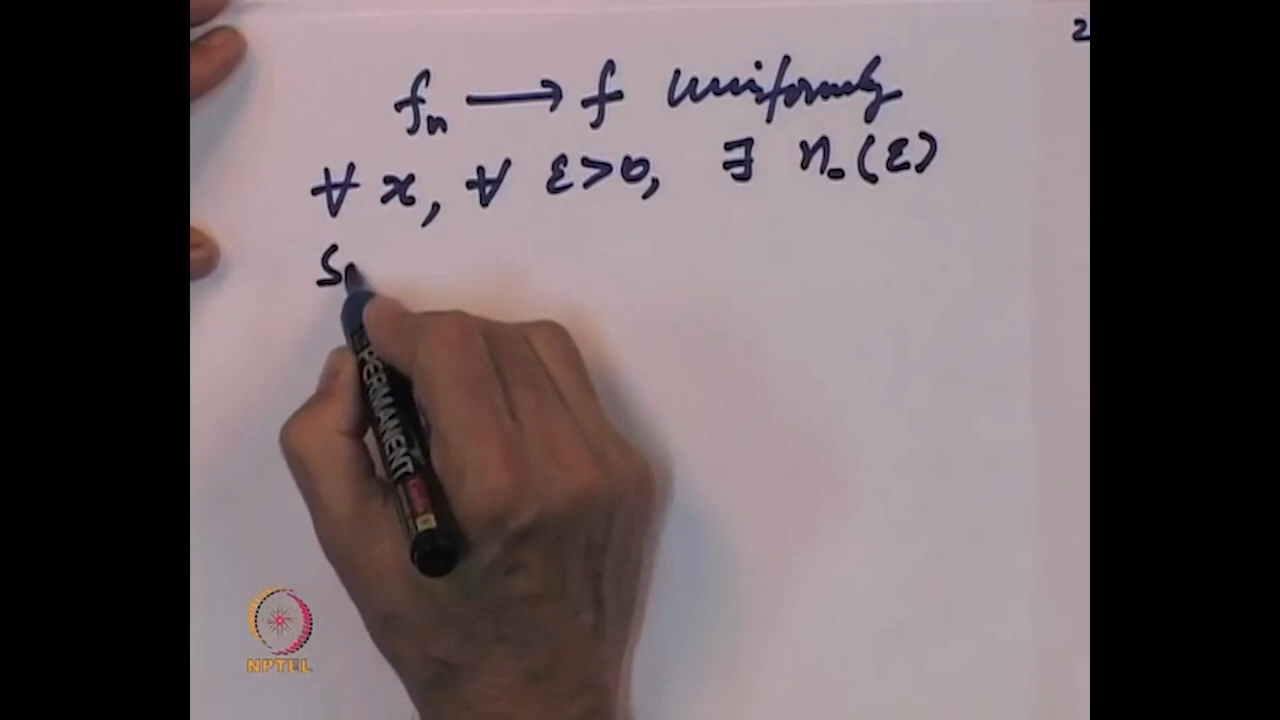 2
fₙ ⟶ f uniformly
∀ x, ∀ ε>0, ∃ n₀(ε)
S
PERMANENT
NPTEL